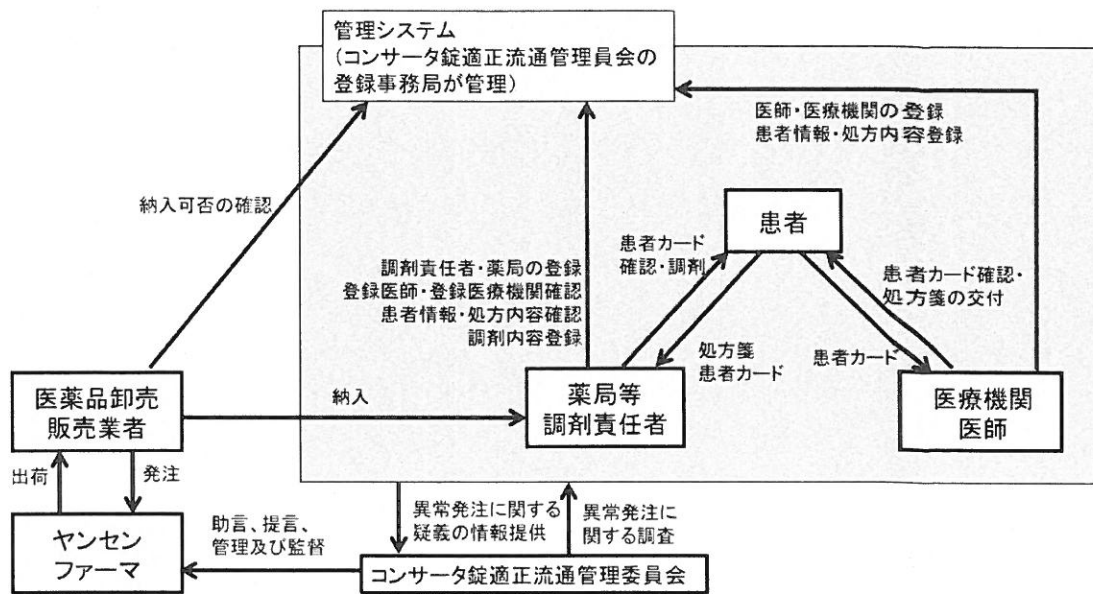 管理システム
(コンサータ錠適正流通管理員会の
登録事務局が管理)
医師・医療機関の登録
患者情報・処方内容登録
納入可否の確認
患者
患者カード
確認・調剤
調剤責任者・薬局の登録
登録医師・登録医療機関確認
患者情報・処方内容確認
調剤内容登録
患者カード確認・
処方箋の交付
処方箋
患者カード
患者カード
医薬品卸売
販売業者
納入
薬局等
調剤責任者
医療機関
医師
出荷
発注
異常発注に関する
疑義の情報提供
異常発注に
関する調査
ヤンセン
ファーマ
助言、提言、
管理及び監督
コンサータ錠適正流通管理委員会